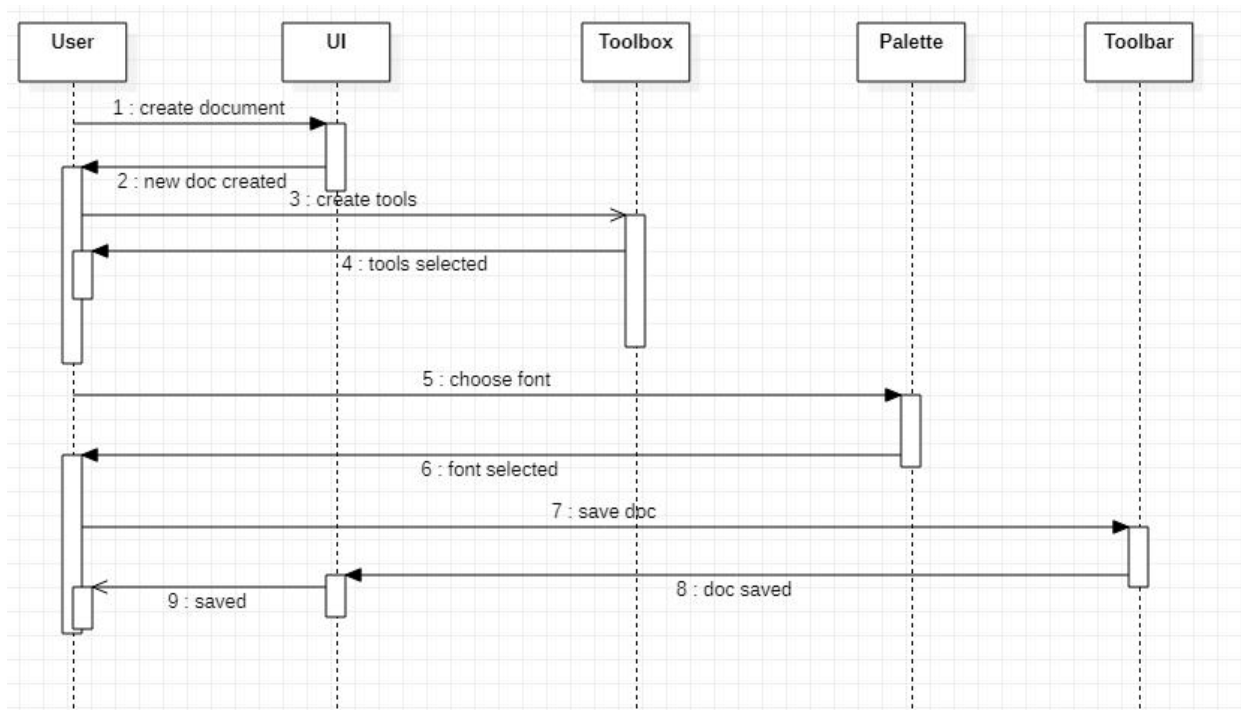 User
UI
Toolbox
Palette
Toolbar
1 : create document
2 : new doc created
3 : create tools
4 : tools selected
5 : choose font
6 : font selected
7 : save doc
8 : doc saved
9 : saved